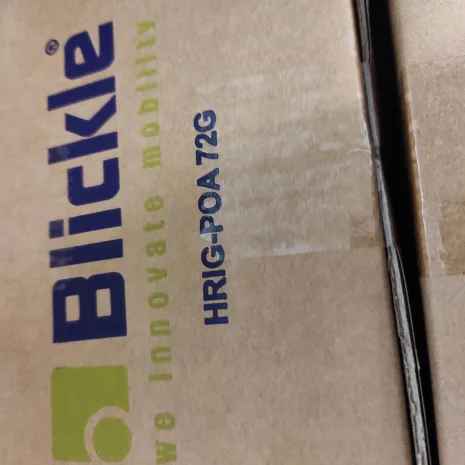 Blickle®
we innovate mobility
HRIG-POA 72G